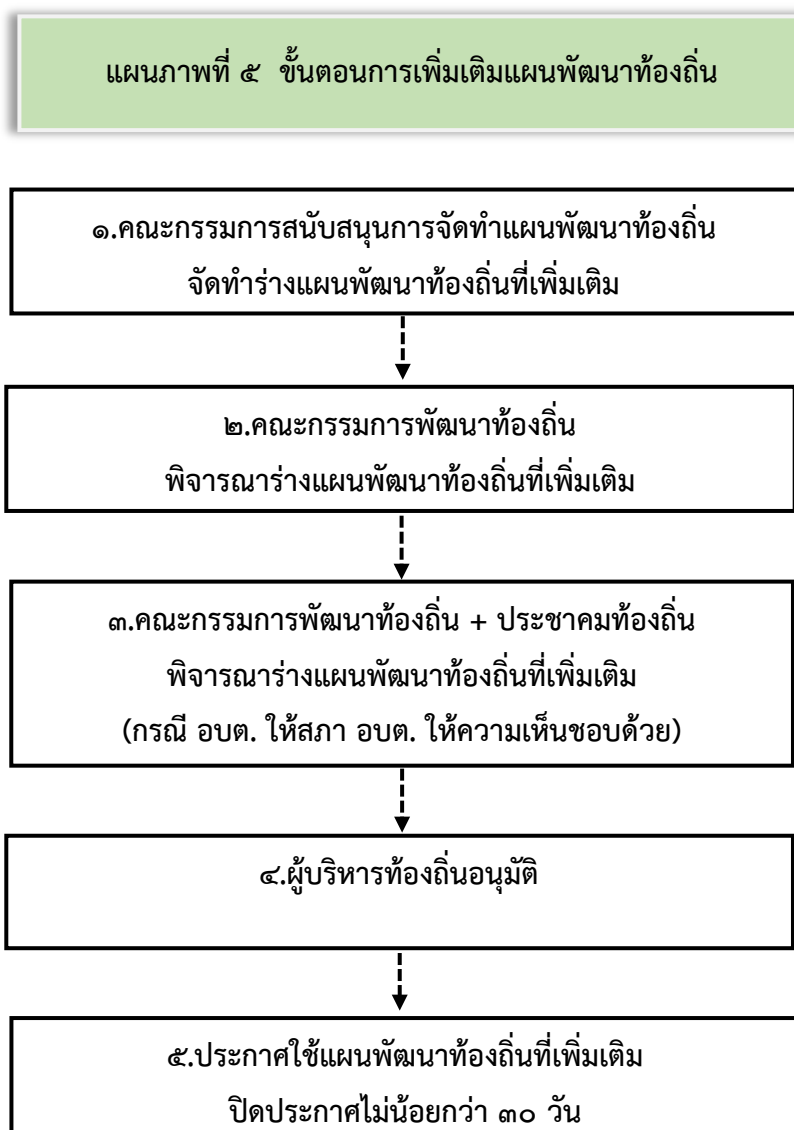 แผนภาพที่ ๕ ขั้นตอนการเพิ่มเติมแผนพัฒนาท้องถิ่น
๑.คณะกรรมการสนับสนุนการจัดทำแผนพัฒนาท้องถิ่น
จัดทำร่างแผนพัฒนาท้องถิ่นที่เพิ่มเติม
๒.คณะกรรมการพัฒนาท้องถิ่น
พิจารณาร่างแผนพัฒนาท้องถิ่นที่เพิ่มเติม
๓.คณะกรรมการพัฒนาท้องถิ่น + ประชาคมท้องถิ่น
พิจารณาร่างแผนพัฒนาท้องถิ่นที่เพิ่มเติม
(กรณี อบต. ให้สภา อบต. ให้ความเห็นชอบด้วย)
๔.ผู้บริหารท้องถิ่นอนุมัติ
๕.ประกาศใช้แผนพัฒนาท้องถิ่นที่เพิ่มเติม
ปิดประกาศไม่น้อยกว่า ๓๐ วัน